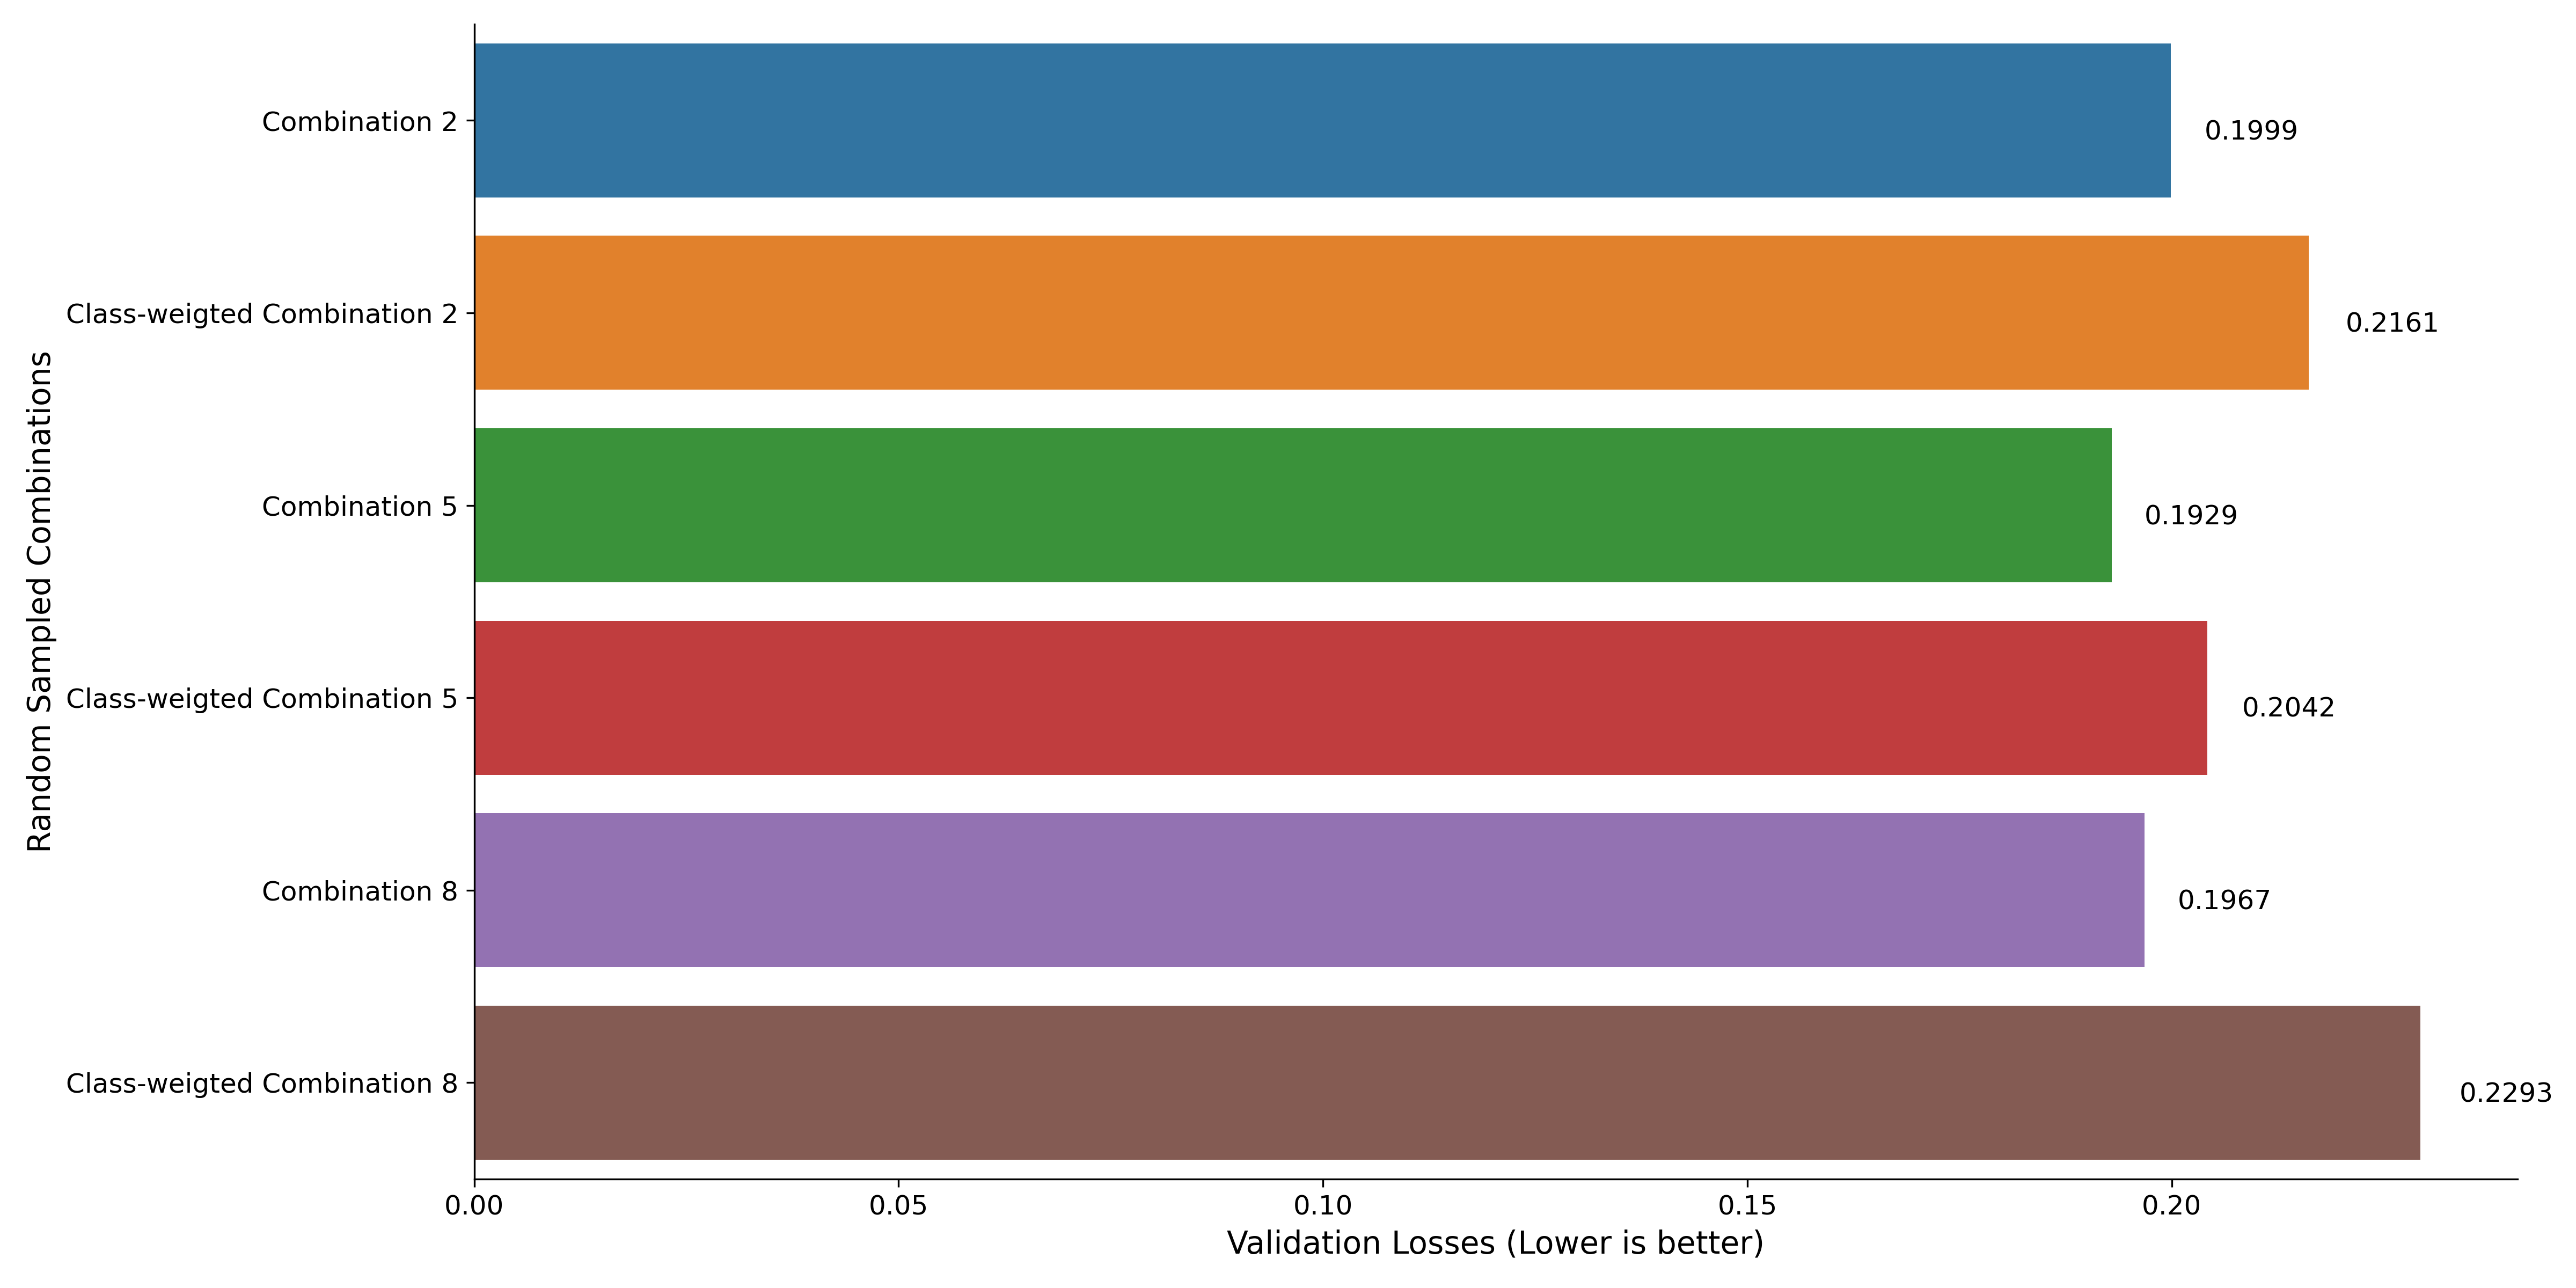 Random Sampled Combinations
Combination 2
0.1999
Class-weigted Combination 2
0.2161
Combination 5
0.1929
Class-weigted Combination 5
0.2042
Combination 8
0.1967
Class-weigted Combination 8
0.2293
0.00 0.05 0.10 0.15 0.20
Validation Losses (Lower is better)